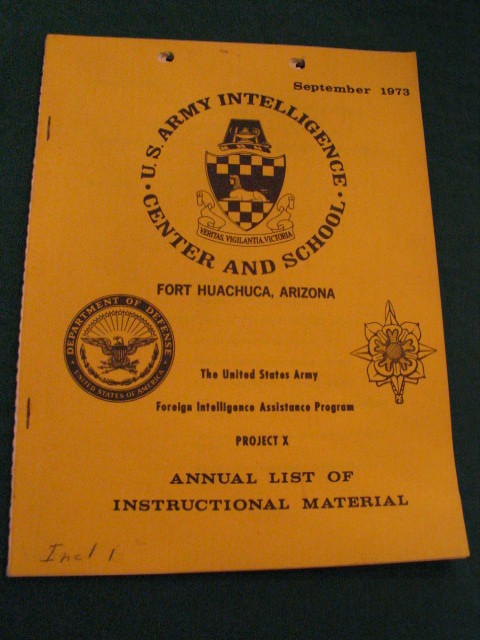 September 1973
• U.S. ARMY INTELLIGENCE •
CENTER AND SCHOOL
VERITAS, VIGILANTIA, VICTORIA
FORT HUACHUCA, ARIZONA
DEPARTMENT OF DEFENSE
UNITED STATES OF AMERICA
The United States Army
Foreign Intelligence Assistance Program
PROJECT X
ANNUAL LIST OF
INSTRUCTIONAL MATERIAL
Incl 1